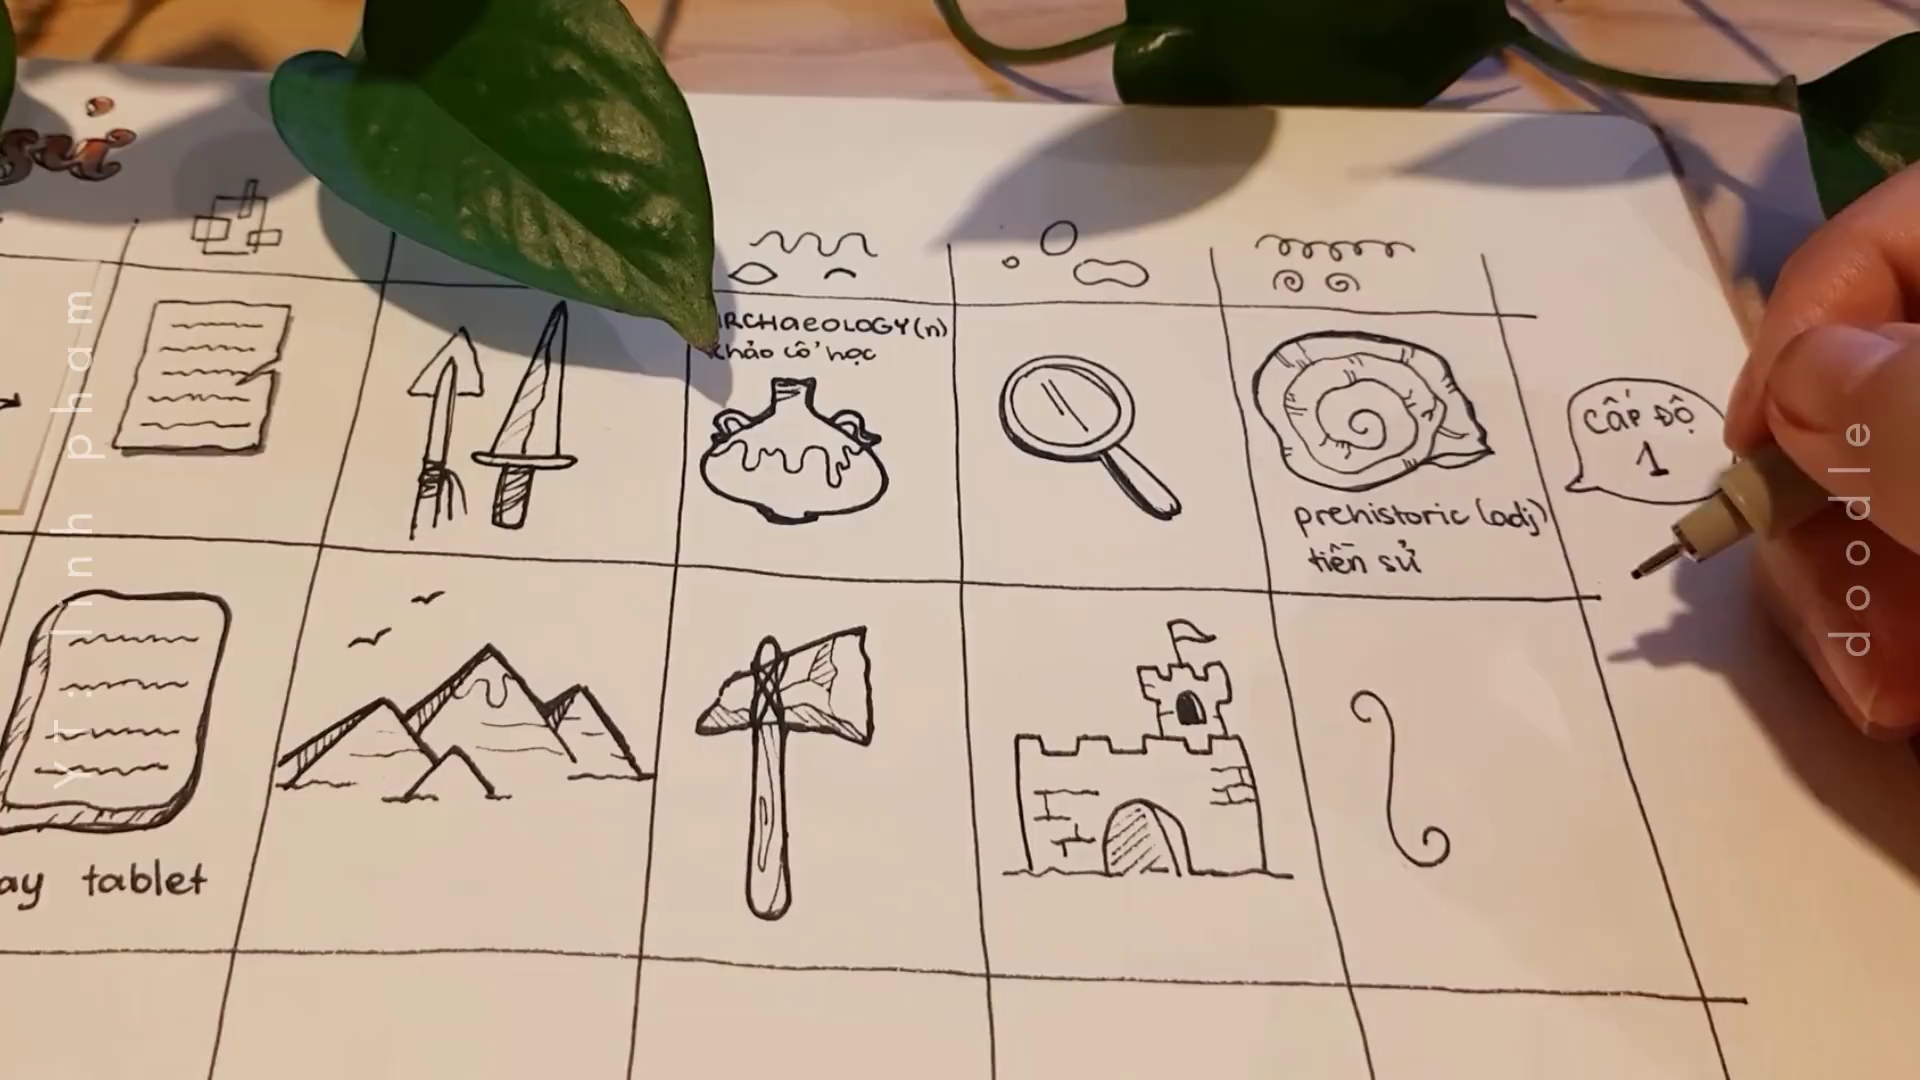 sử
ARCHaEOLOGY(n)
khảo cổ học
CẤP ĐỘ
1
prehistoric (adj)
tiền sử
ay tablet
YT: linh pham
doodle